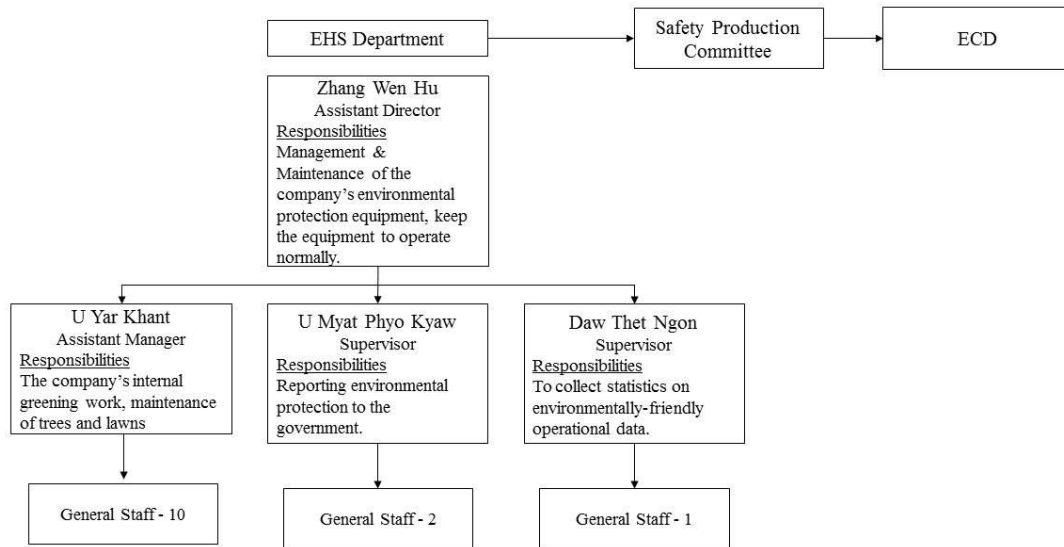 EHS Department
Safety Production
Committee
ECD
Zhang Wen Hu
Assistant Director
Responsibilities
Management &
Maintenance of the
company's environmental
protection equipment, keep
the equipment to operate
normally.
U Yar Khant
Assistant Manager
Responsibilities
The company's internal
greening work, maintenance
of trees and lawns
U Myat Phyo Kyaw
Supervisor
Responsibilities
Reporting environmental
protection to the
government.
Daw Thet Ngon
Supervisor
Responsibilities
To collect statistics on
environmentally-friendly
operational data.
General Staff - 10
General Staff - 2
General Staff - 1